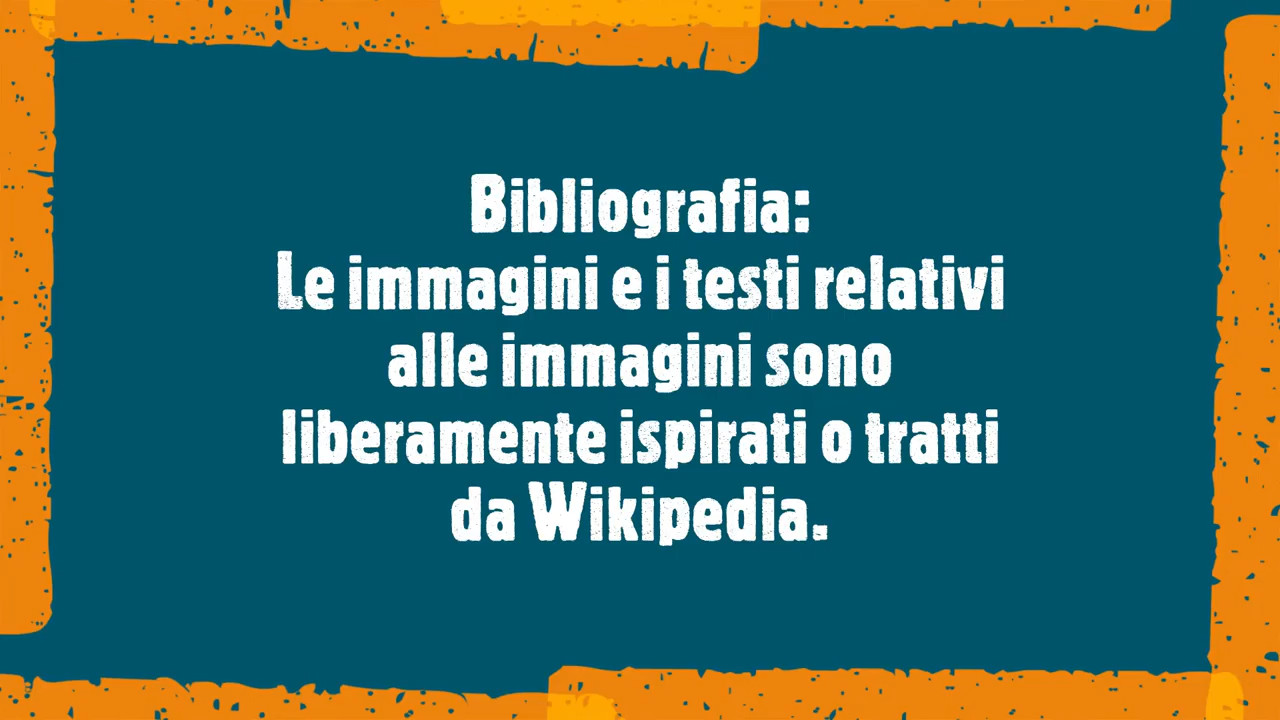 Bibliografia:
Le immagini e i testi relativi
alle immagini sono
liberamente ispirati o tratti
da Wikipedia.